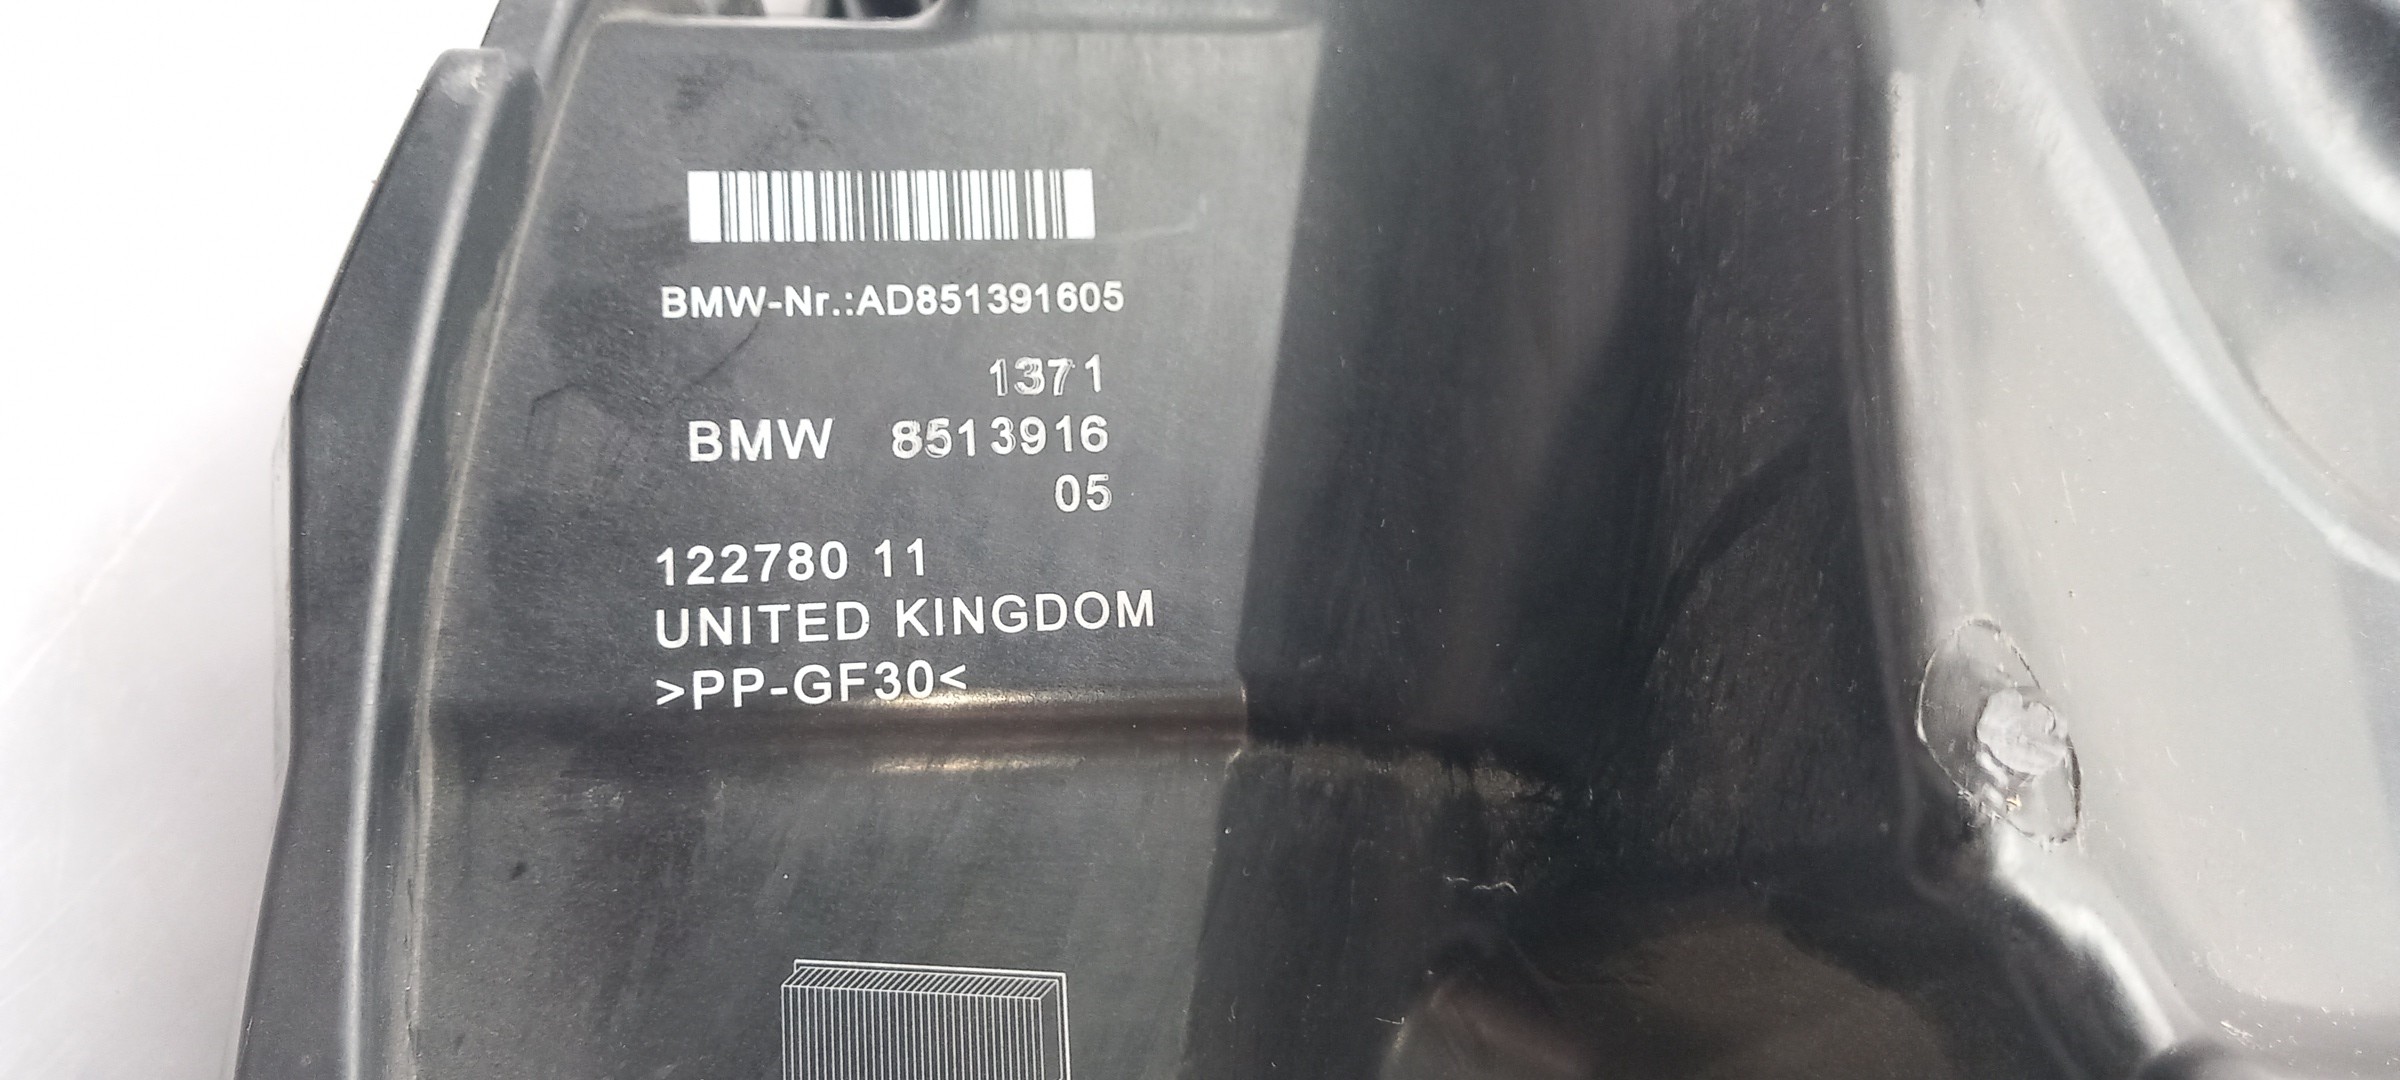 BMW-Nr.:AD851391605
1371
BMW 8513916
05
122780 11
UNITED KINGDOM
>PP-GF30<